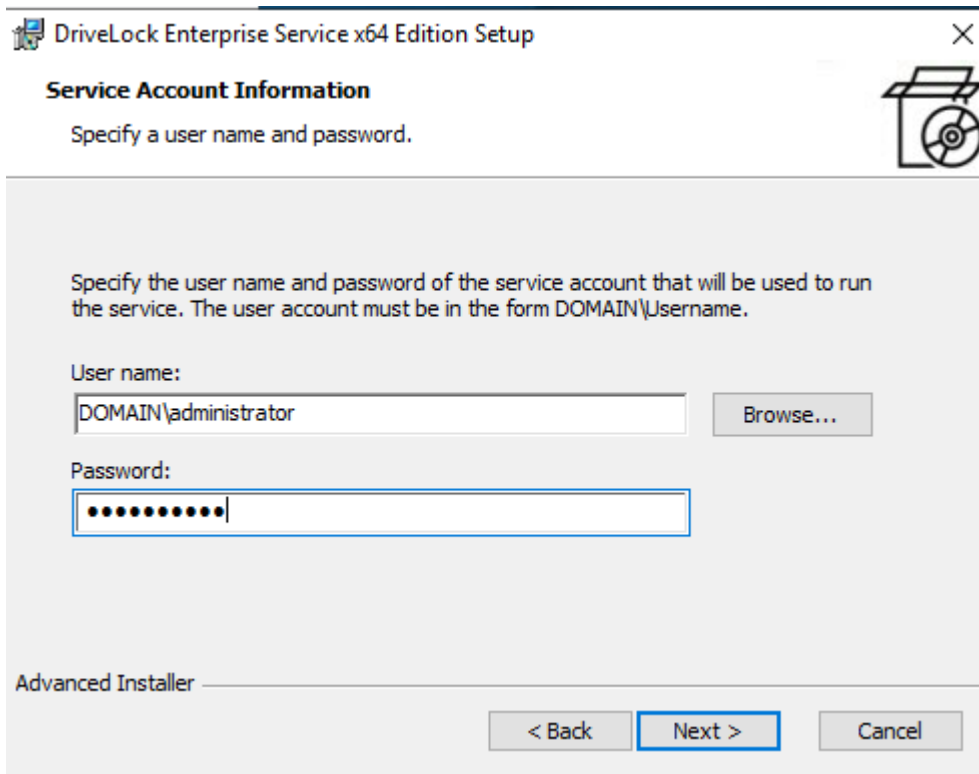 DriveLock Enterprise Service x64 Edition Setup
Service Account Information
Specify a user name and password.
Specify the user name and password of the service account that will be used to run
the service. The user account must be in the form DOMAIN\Username.
User name:
DOMAIN\administrator
Browse...
Password:
●●●●●●●●●●
Advanced Installer
< Back
Next >
Cancel